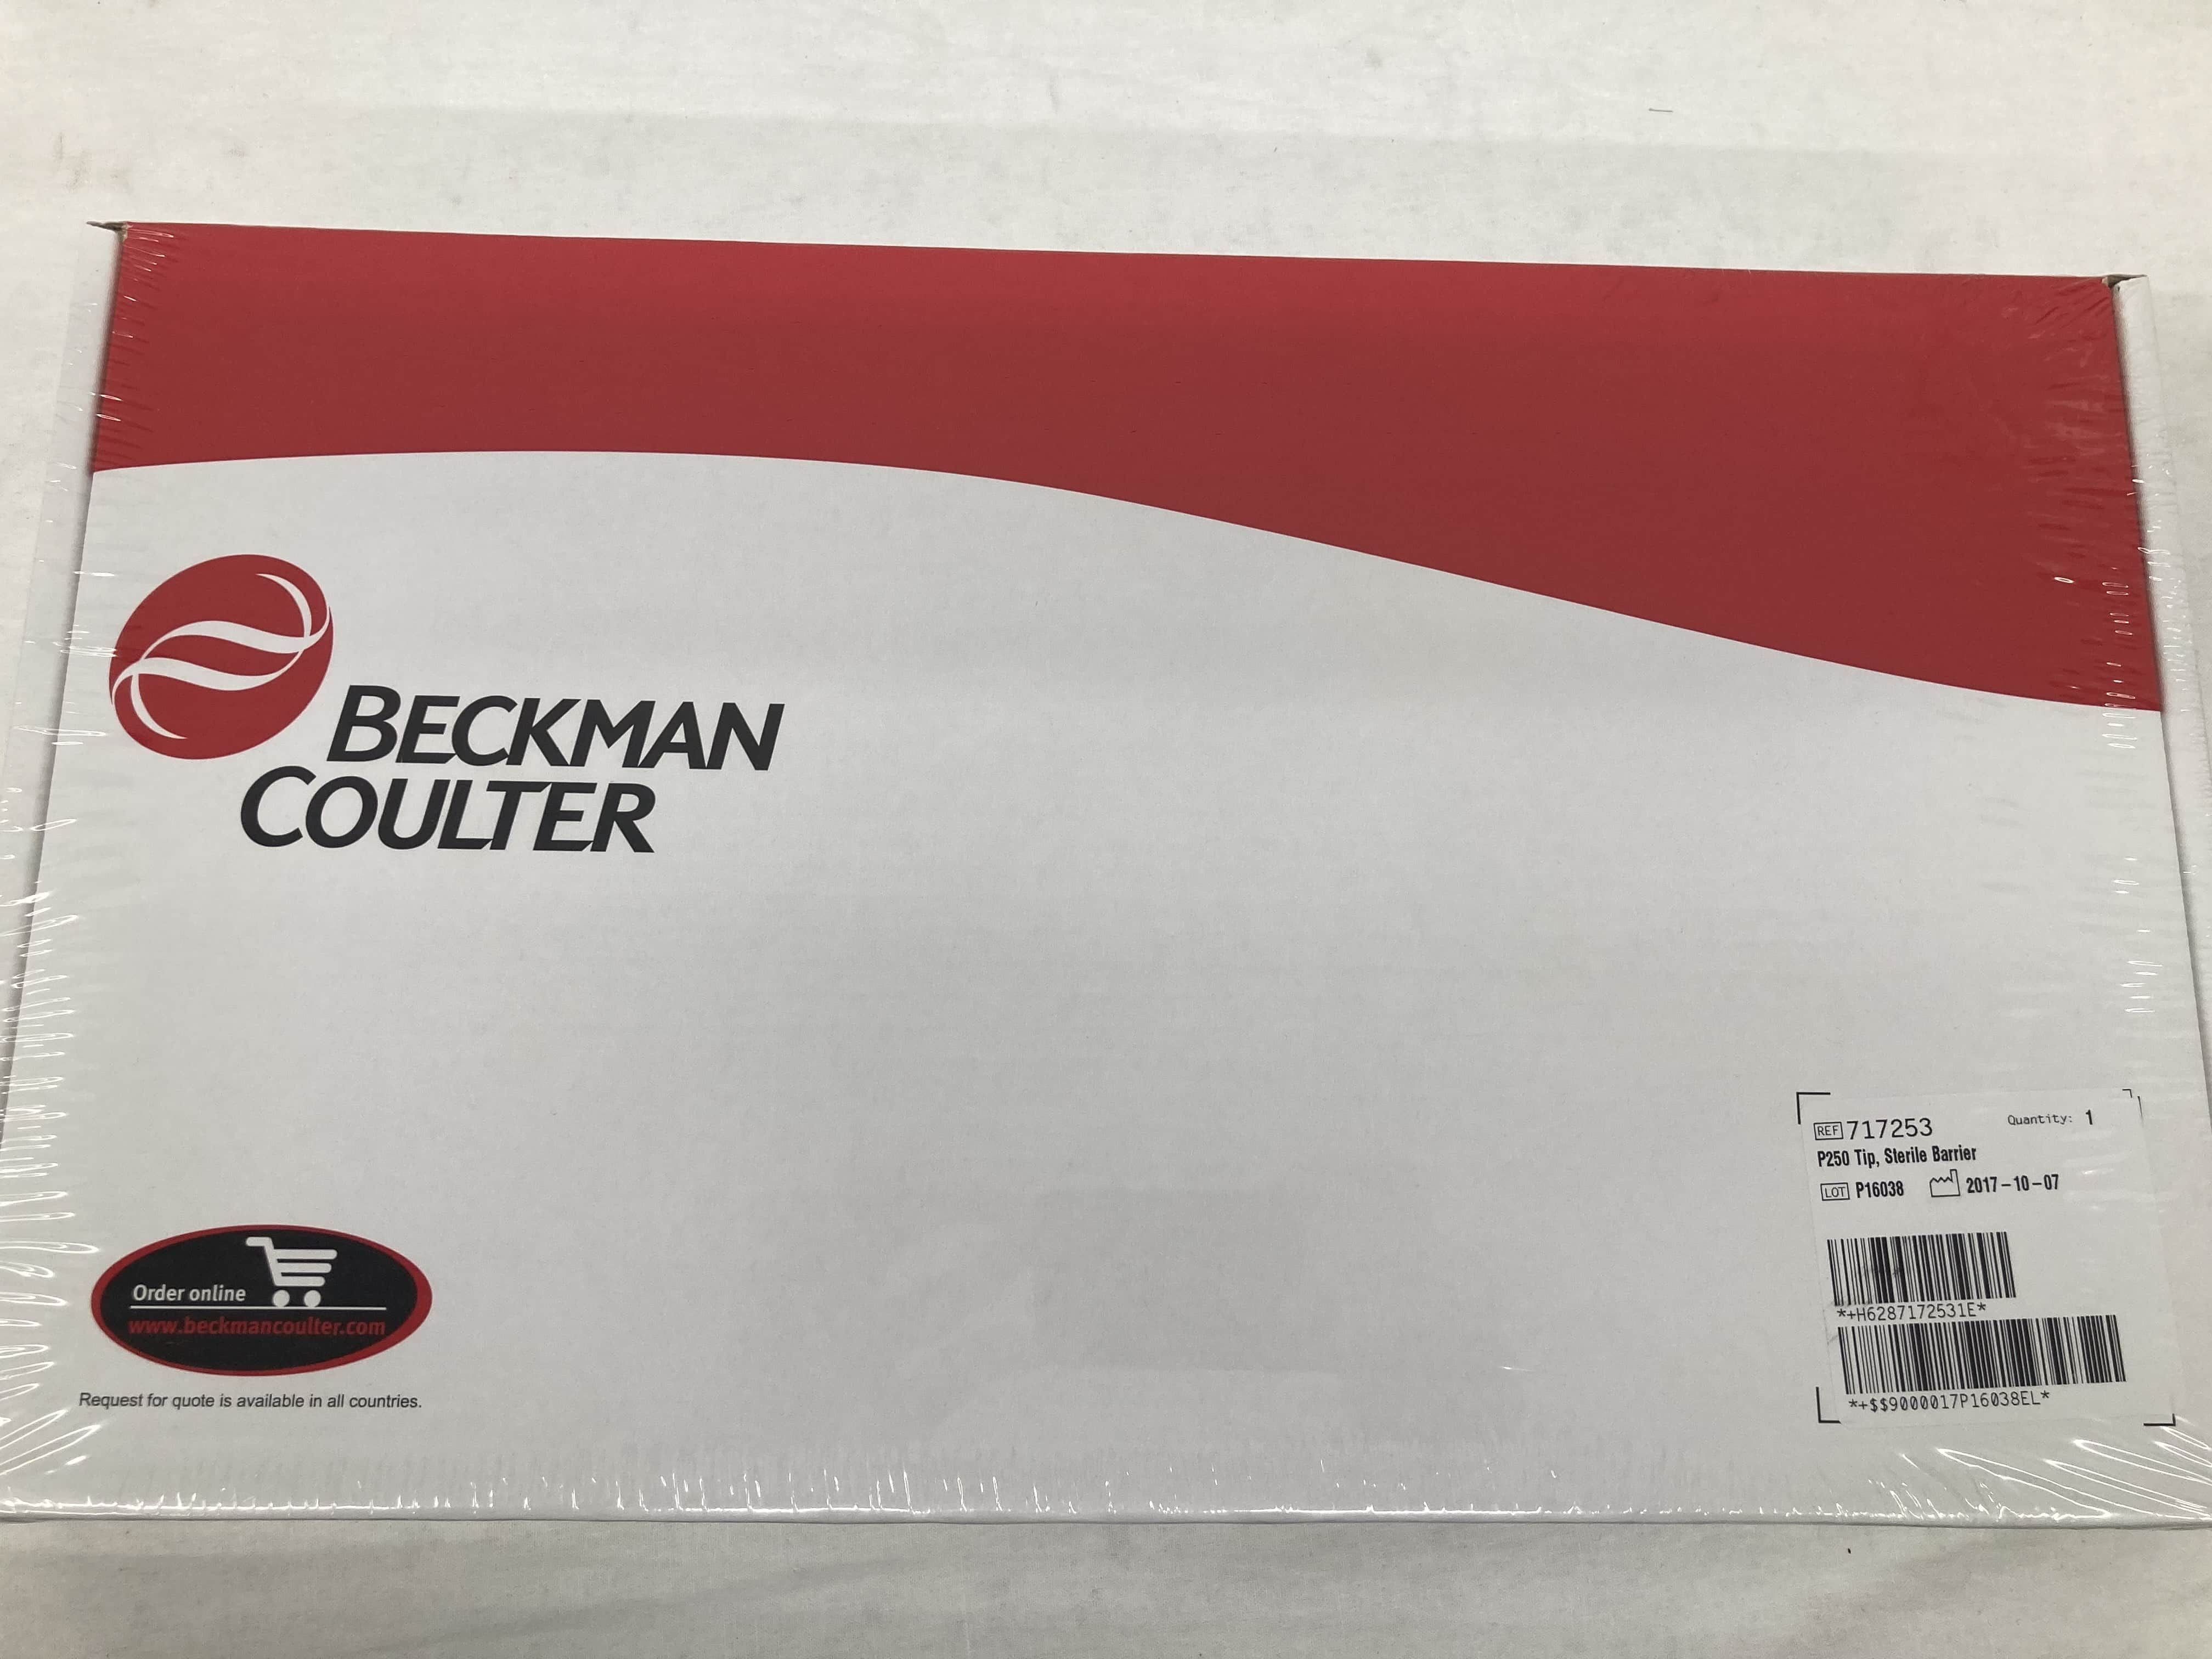 BECKMAN
COULTER
REF 717253 Quantity: 1
P250 Tip, Sterile Barrier
LOT P16038 2017-10-07
*+H6287172531E*
*+$$9000017P16038EL*
Order online
www.beckmancoulter.com
Request for quote is available in all countries.